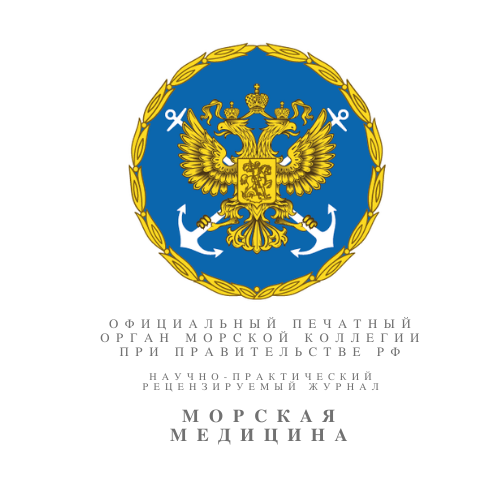 ОФИЦИАЛЬНЫЙ ПЕЧАТНЫЙ
ОРГАН МОРСКОЙ КОЛЛЕГИИ
ПРИ ПРАВИТЕЛЬСТВЕ РФ
НАУЧНО-ПРАКТИЧЕСКИЙ
РЕЦЕНЗИРУЕМЫЙ ЖУРНАЛ
МОРСКАЯ
МЕДИЦИНА